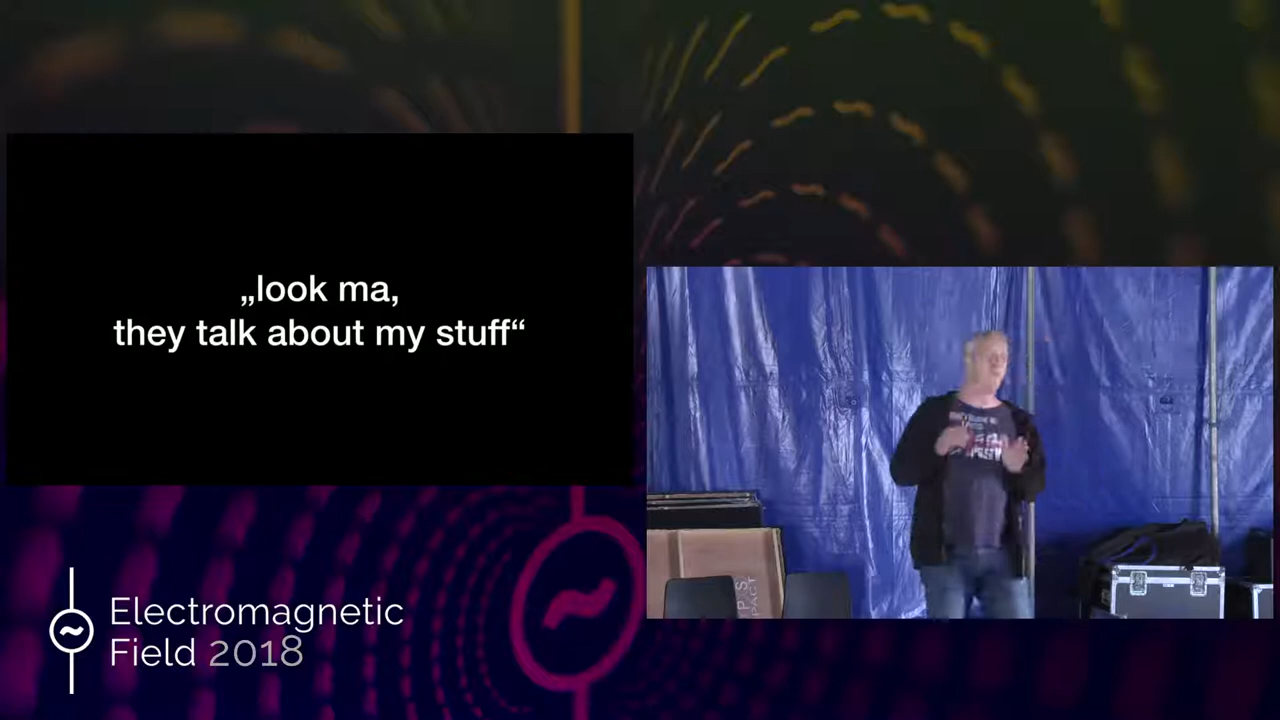 „look ma,
they talk about my stuff“
Electromagnetic
Field 2018